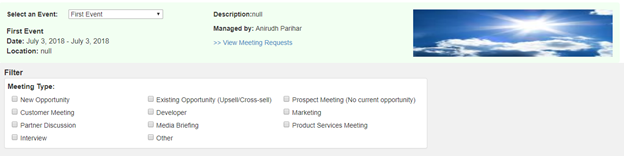 Select an Event: First Event
First Event
Date: July 3, 2018 - July 3, 2018
Location: null
Description:null
Managed by: Anirudh Parihar
>> View Meeting Requests
Filter
Meeting Type:
New Opportunity
Existing Opportunity (Upsell/Cross-sell)
Prospect Meeting (No current opportunity)
Customer Meeting
Developer
Marketing
Partner Discussion
Media Briefing
Product Services Meeting
Interview
Other